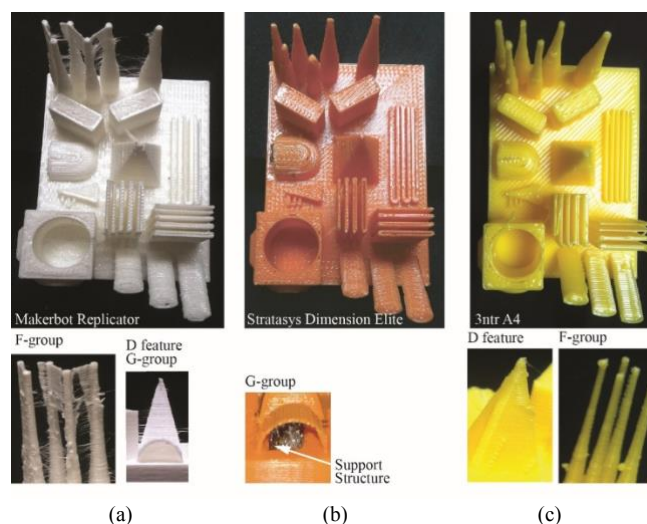 Makerbot Replicator
Stratasys Dimension Elite
3ntr A4
F-group
D feature
G-group
G-group
Support
Structure
D feature
F-group
(a)
(b)
(c)